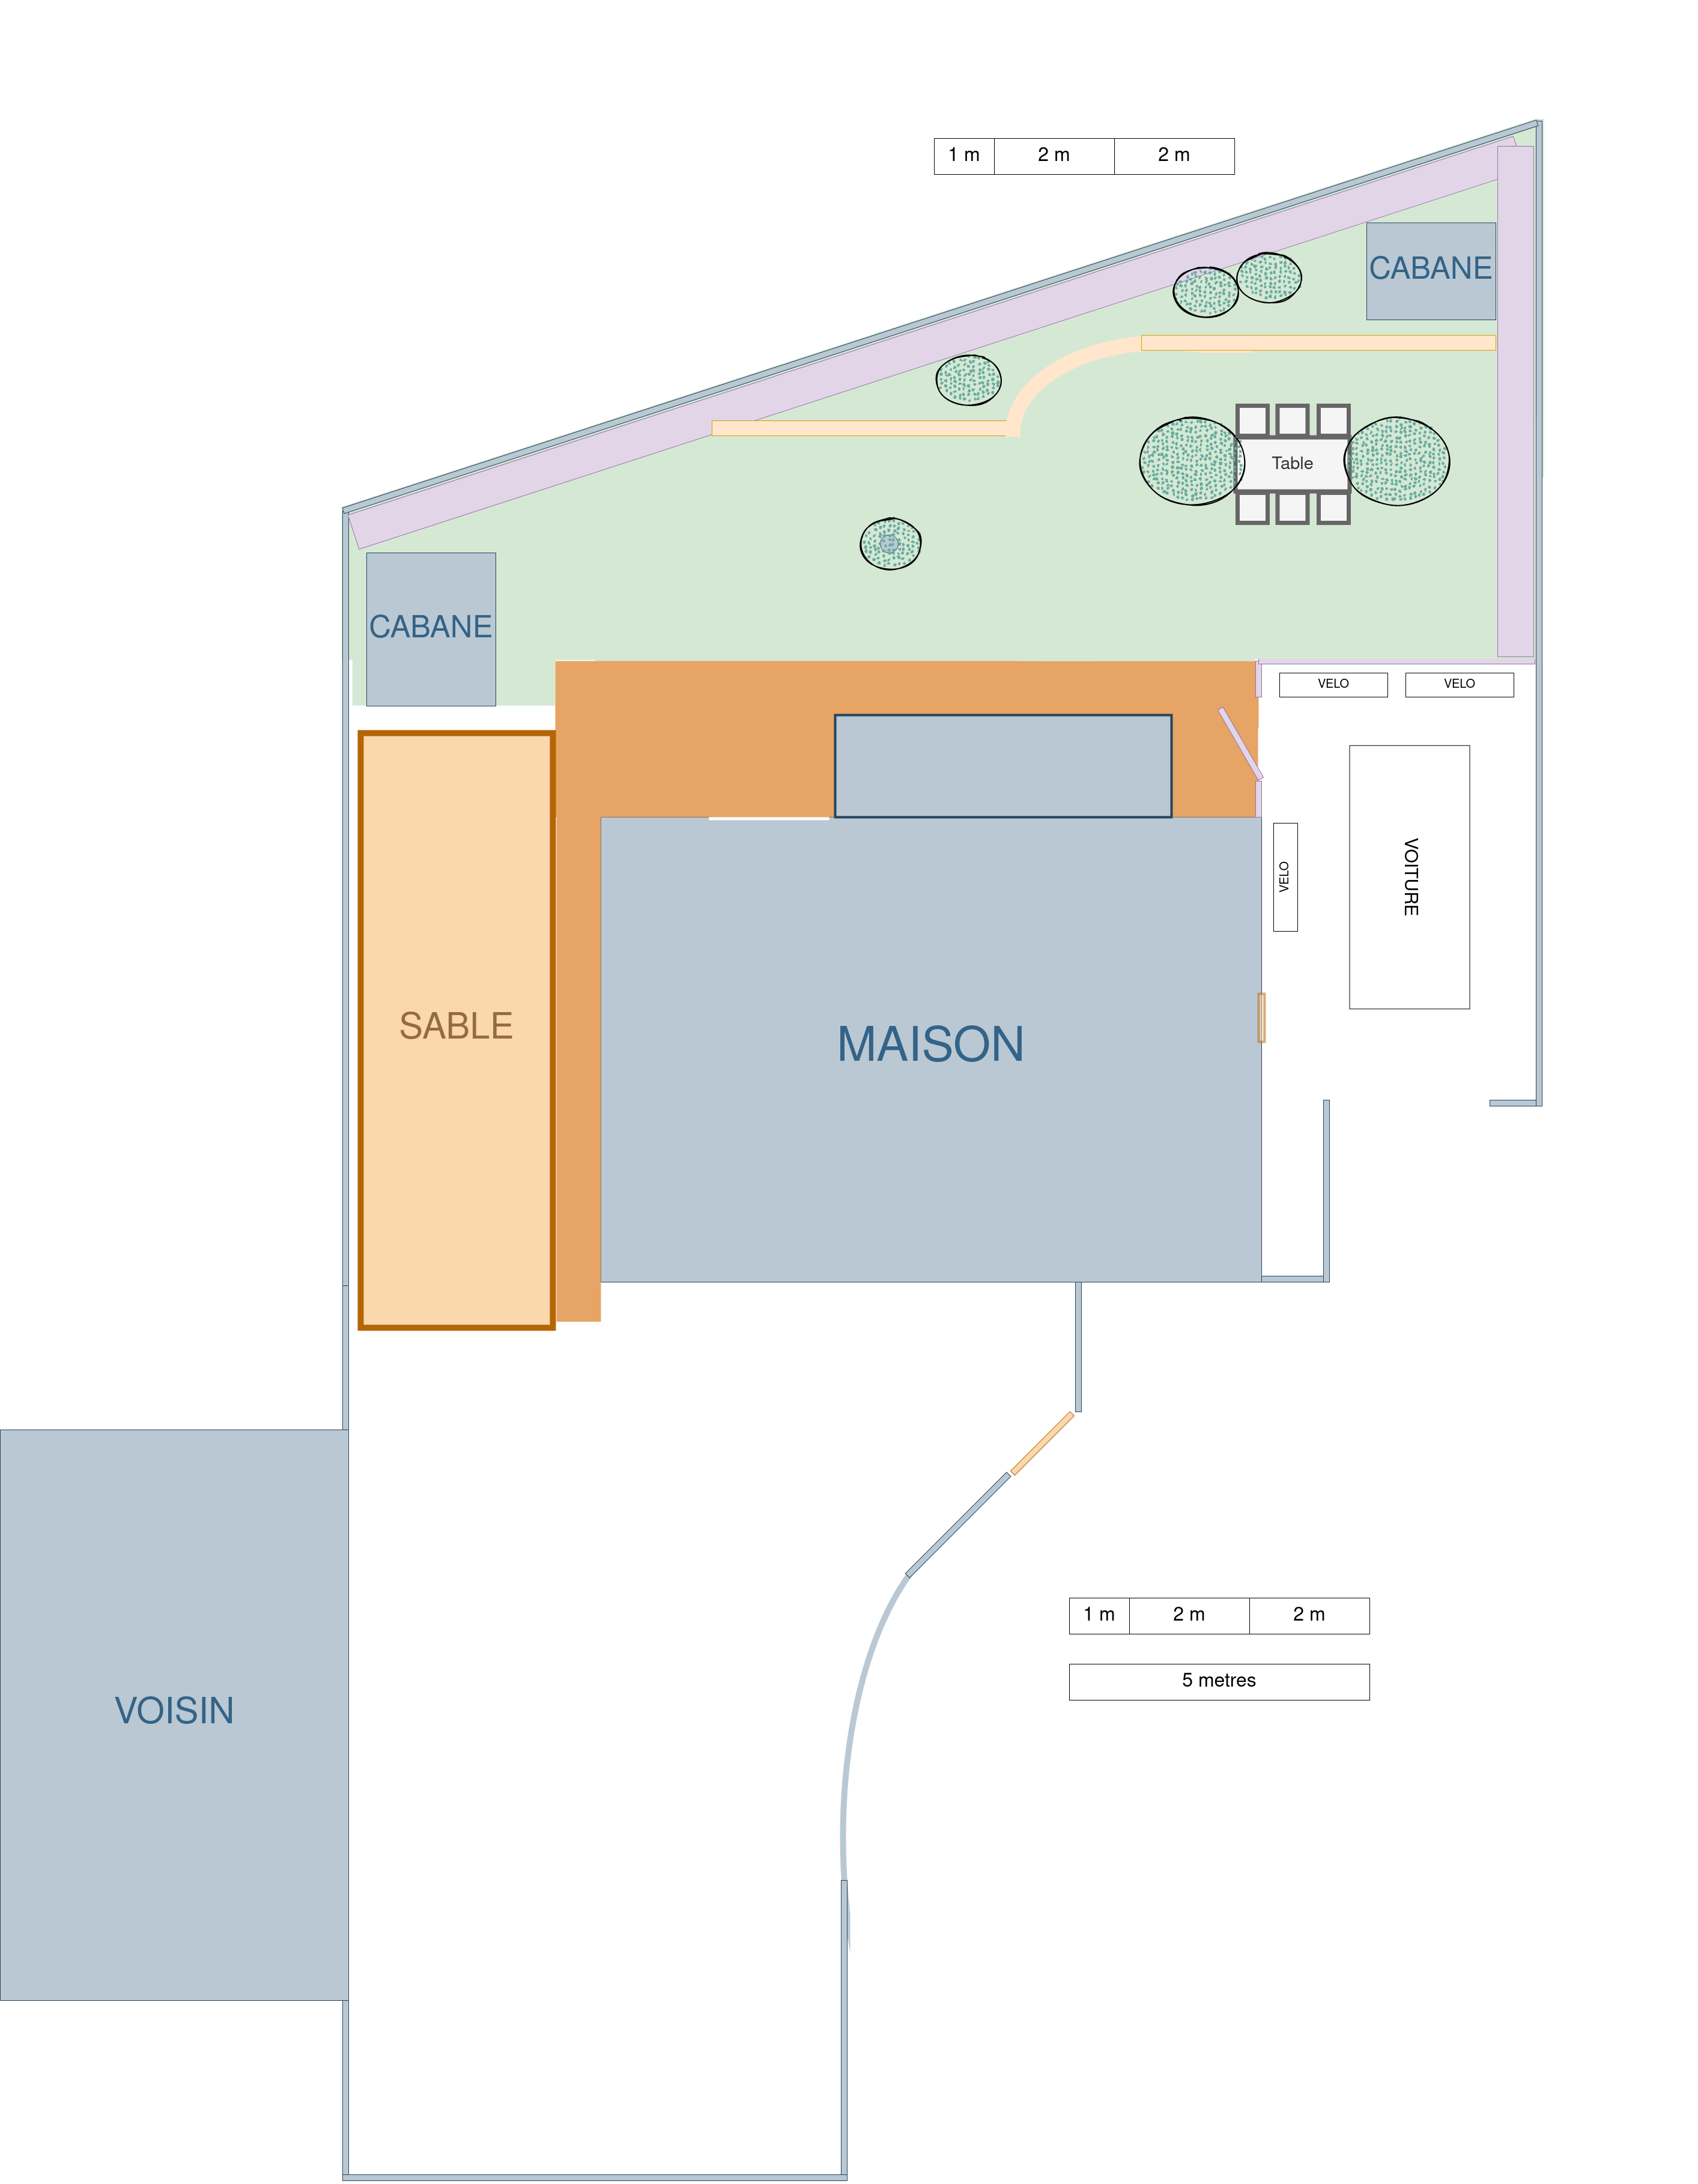 1 m 2 m 2 m
CABANE
Table
CABANE
VELO VELO
VOITURE
VELO
SABLE
MAISON
1 m 2 m 2 m
5 metres
VOISIN